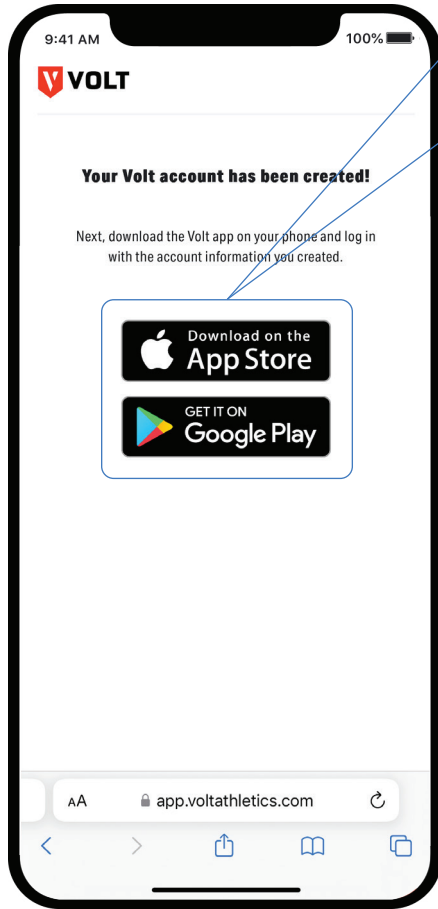 9:41 AM 100%
VOLT
Your Volt account has been created!
Next, download the Volt app on your phone and log in
with the account information you created.
Download on the
App Store
GET IT ON
Google Play
AA app.voltathletics.com